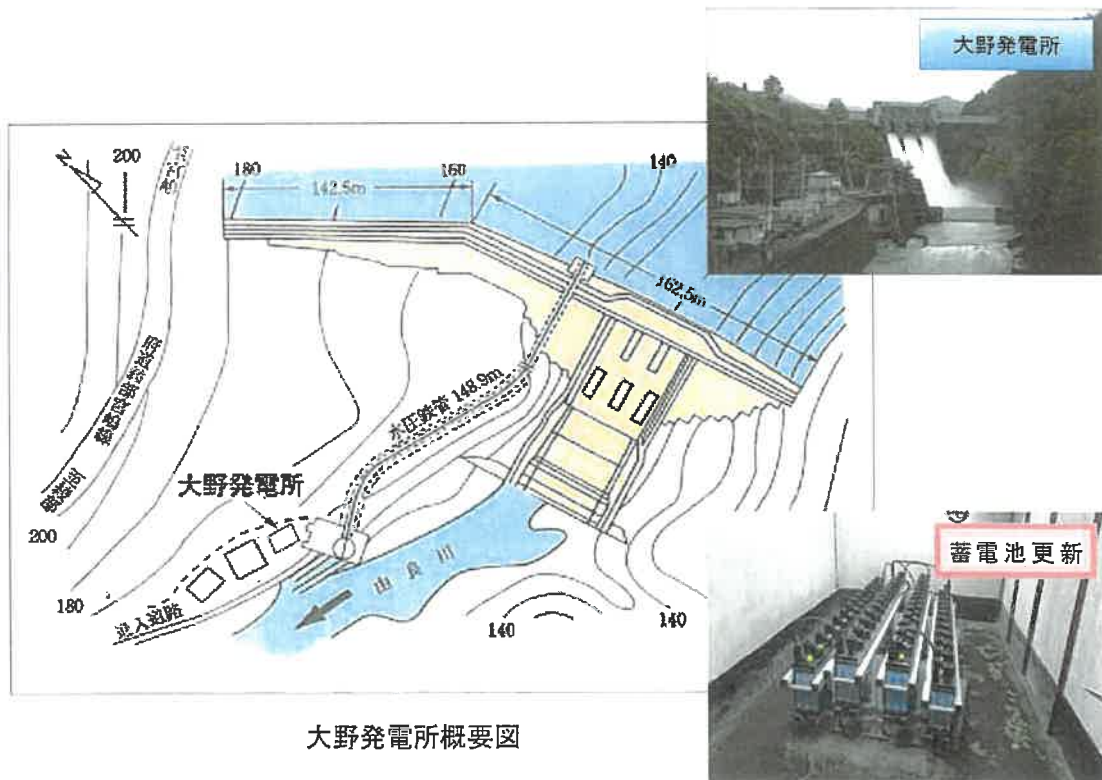 大野発電所
N
200
180
142.5m
160
140
162.5m
水圧鉄管 148.9m
大野発電所
200
180
進入道路
由良川
140
140
蓄電池更新
大野発電所概要図